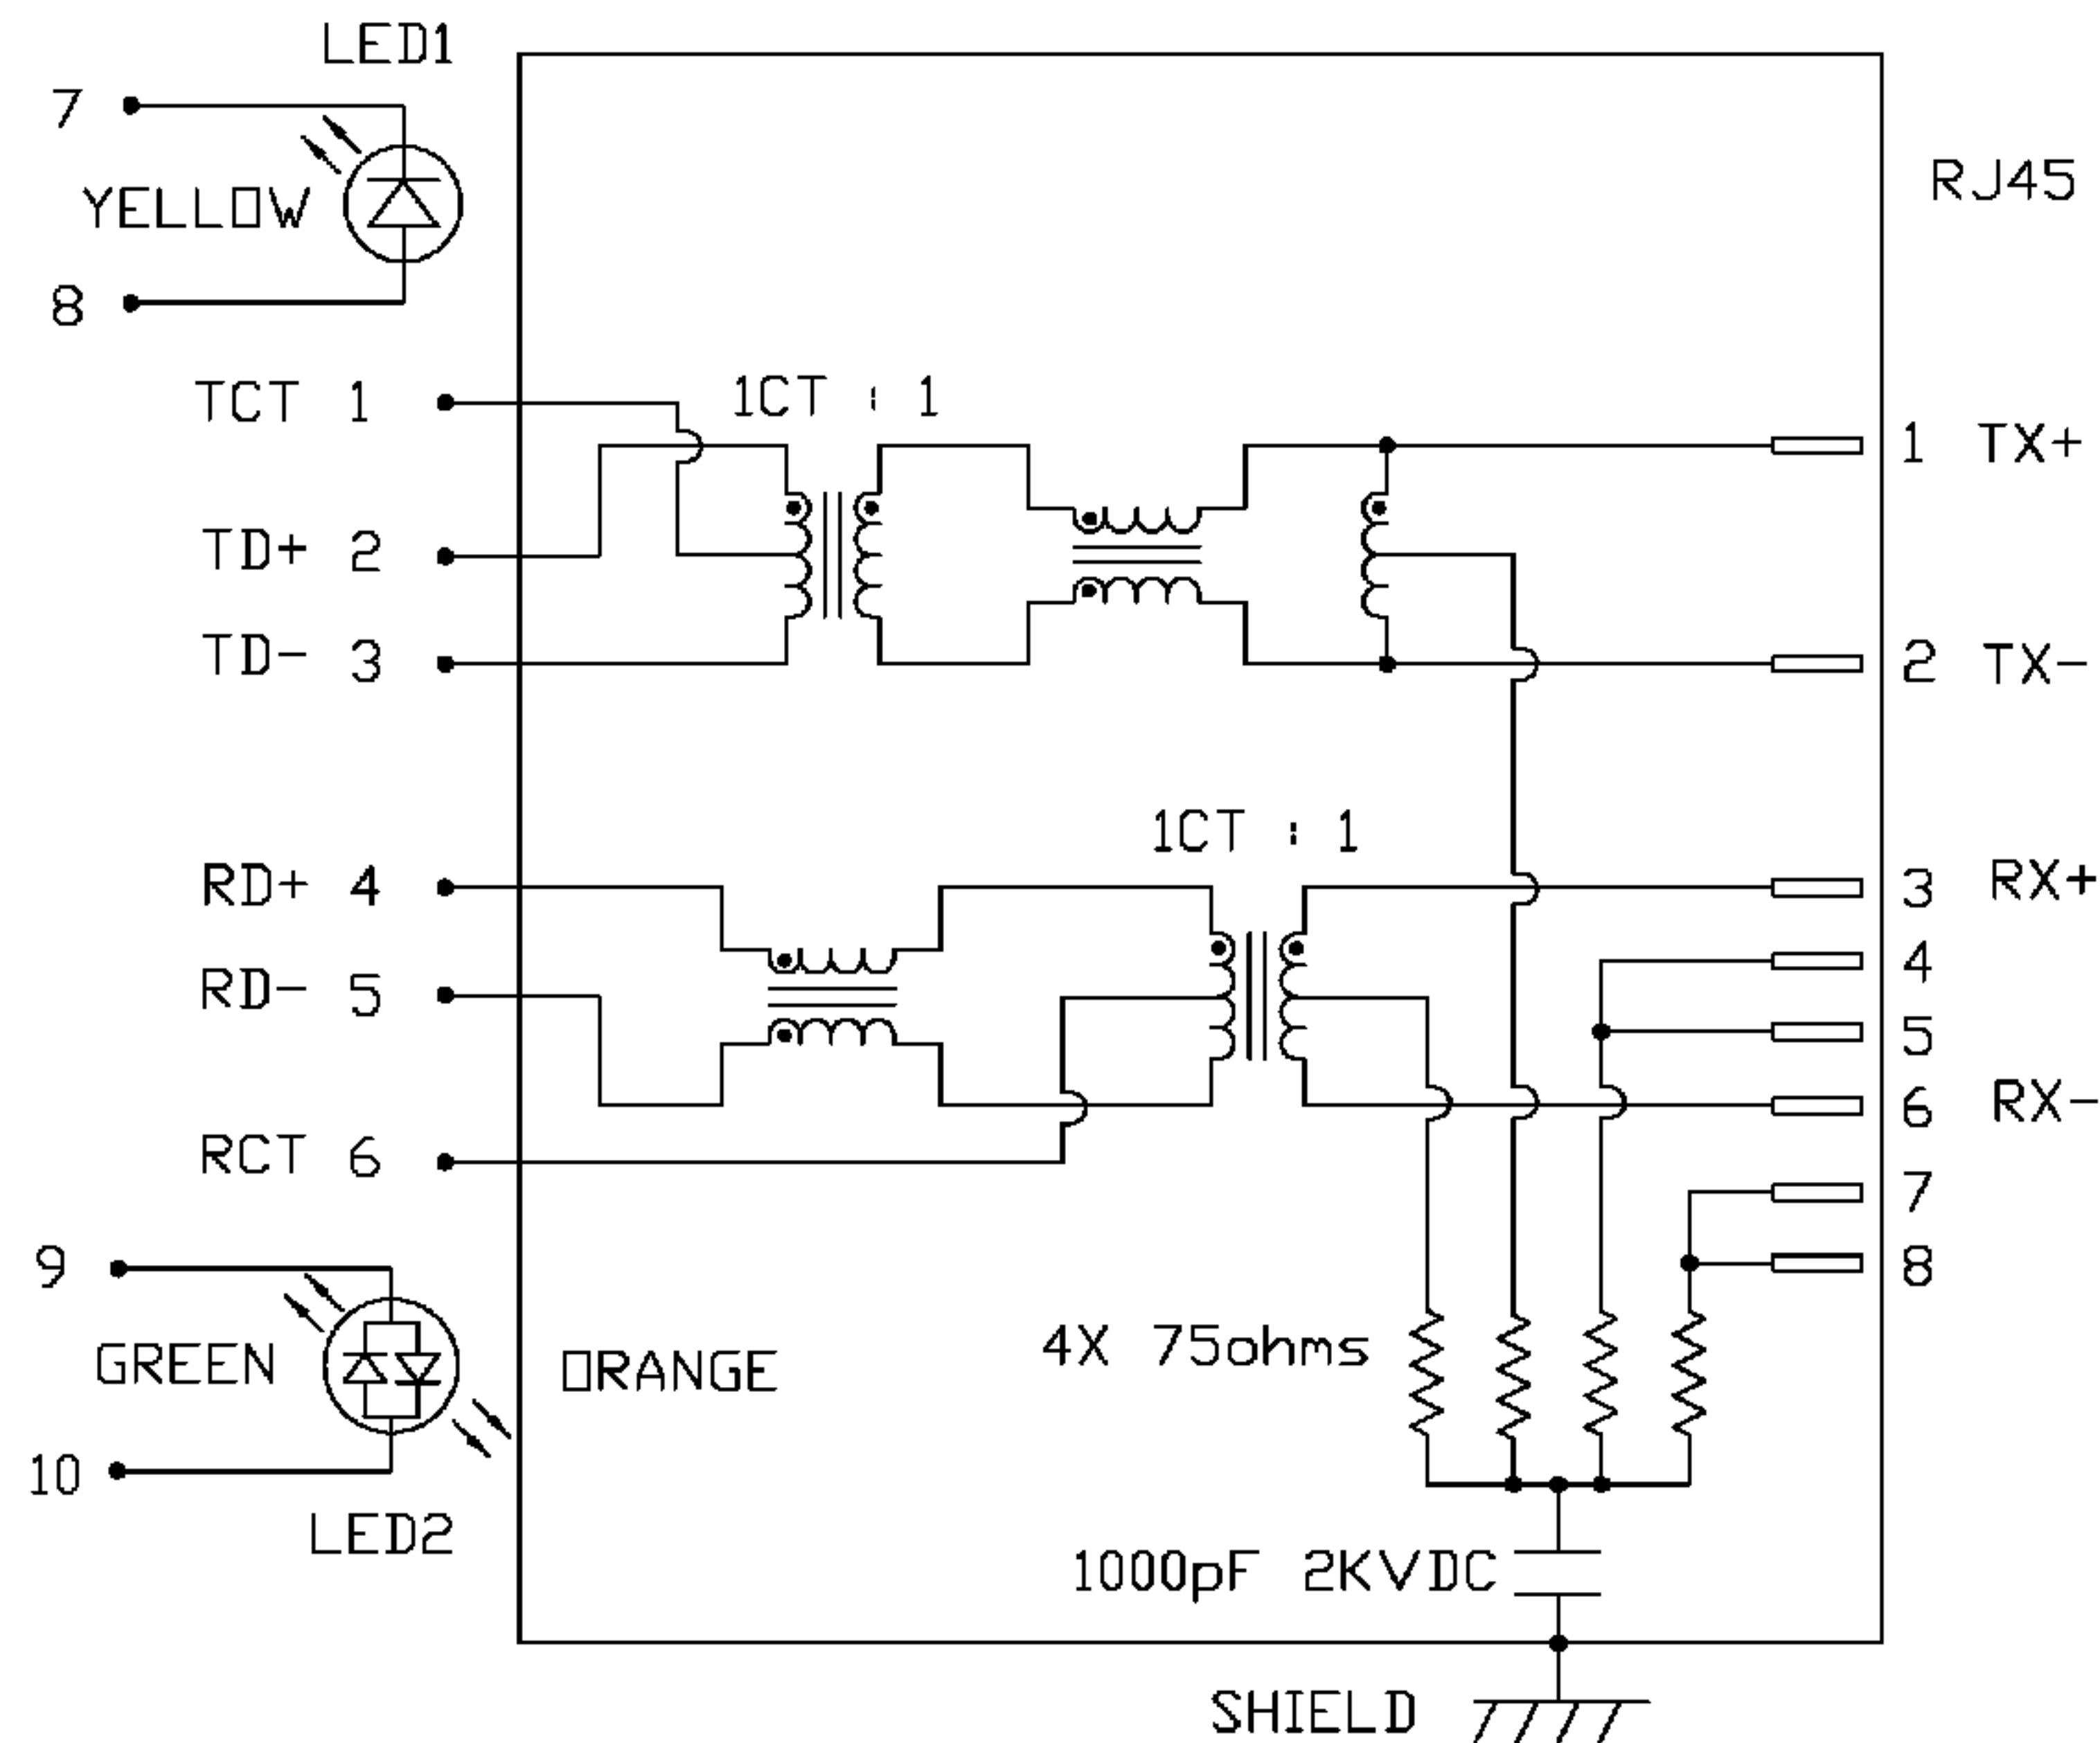 LED1
7
YELLOW
8
RJ45
TCT 1
1CT : 1
1 TX+
TD+ 2
TD- 3
2 TX-
1CT : 1
RD+ 4
3 RX+
4
RD- 5
5
6 RX-
RCT 6
7
8
9
GREEN
ORANGE
4X 75ohms
10
LED2
1000pF 2KVDC
SHIELD